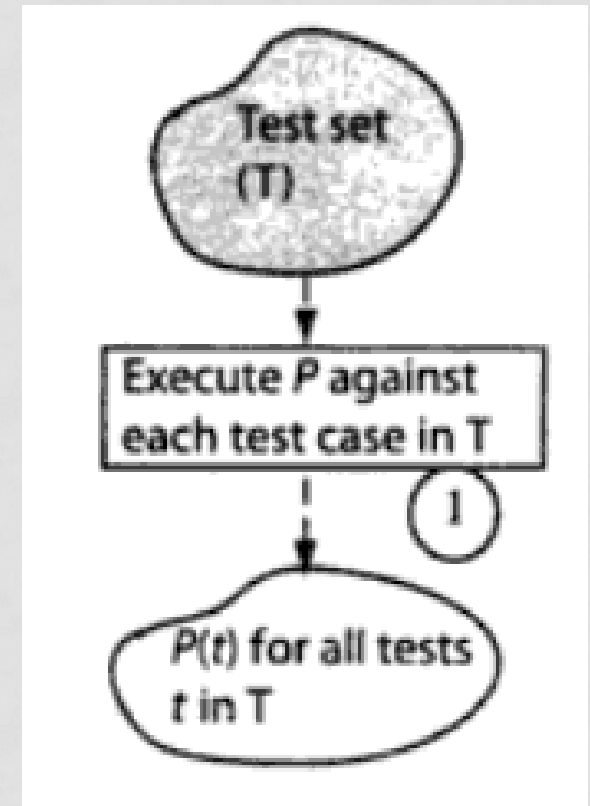 Test set
(T)
Execute P against
each test case in T
1
P(t) for all tests
t in T